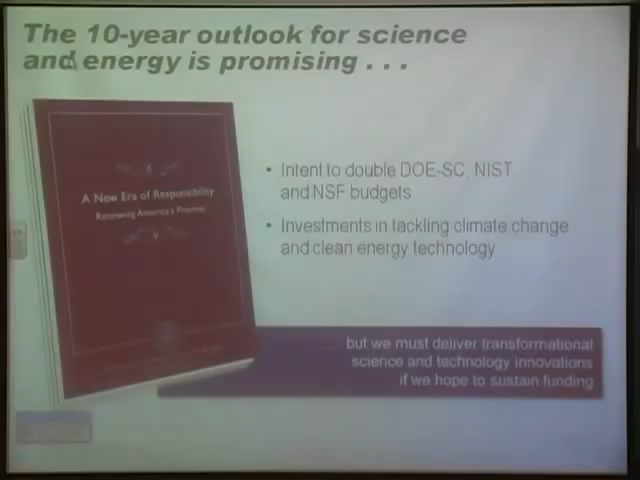 The 10-year outlook for science
and energy is promising . . .
A New Era of Responsibility
Renewing America's Promise
• Intent to double DOE-SC, NIST
and NSF budgets
• Investments in tackling climate change
and clean energy technology
but we must deliver transformational
science and technology innovations
if we hope to sustain funding